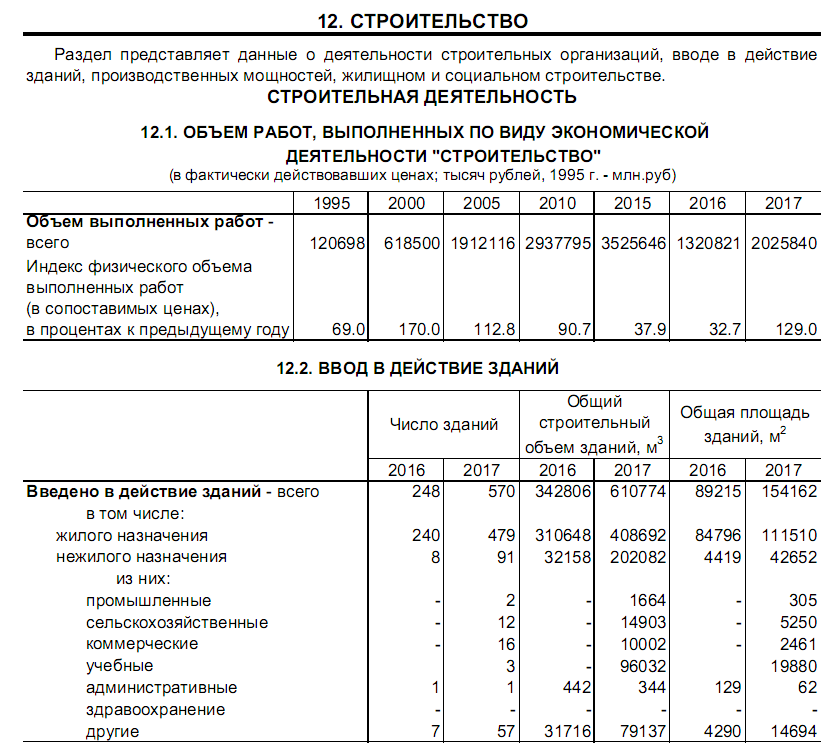 12. СТРОИТЕЛЬСТВО
Раздел представляет данные о деятельности строительных организаций, вводе в действие
зданий, производственных мощностей, жилищном и социальном строительстве.
СТРОИТЕЛЬНАЯ ДЕЯТЕЛЬНОСТЬ
12.1. ОБЪЕМ РАБОТ, ВЫПОЛНЕННЫХ ПО ВИДУ ЭКОНОМИЧЕСКОЙ
ДЕЯТЕЛЬНОСТИ "СТРОИТЕЛЬСТВО"
(в фактически действовавших ценах; тысяч рублей, 1995 г. - млн.руб)
1995 2000 2005 2010 2015 2016 2017
Объем выполненных работ -
всего 120698 618500 1912116 2937795 3525646 1320821 2025840
Индекс физического объема
выполненных работ
(в сопоставимых ценах),
в процентах к предыдущему году 69.0 170.0 112.8 90.7 37.9 32.7 129.0
12.2. ВВОД В ДЕЙСТВИЕ ЗДАНИЙ
Число зданий Общий строительный объем зданий, м3 Общая площадь зданий, м2
2016 2017 2016 2017 2016 2017
Введено в действие зданий - всего 248 570 342806 610774 89215 154162
в том числе:
жилого назначения 240 479 310648 408692 84796 111510
нежилого назначения 8 91 32158 202082 4419 42652
из них:
промышленные - 2 - 1664 - 305
сельскохозяйственные - 12 - 14903 - 5250
коммерческие - 16 - 10002 - 2461
учебные 3 - 96032 19880
административные 1 1 442 344 129 62
здравоохранение - - - - - -
другие 7 57 31716 79137 4290 14694